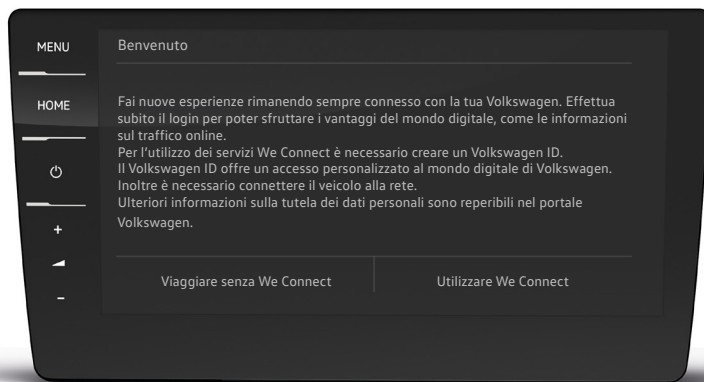 MENU
Benvenuto
HOME
Fai nuove esperienze rimanendo sempre connesso con la tua Volkswagen. Effettua
subito il login per poter sfruttare i vantaggi del mondo digitale, come le informazioni
sul traffico online.
Per l'utilizzo dei servizi We Connect è necessario creare un Volkswagen ID.
Il Volkswagen ID offre un accesso personalizzato al mondo digitale di Volkswagen.
Inoltre è necessario connettere il veicolo alla rete.
Ulteriori informazioni sulla tutela dei dati personali sono reperibili nel portale
Volkswagen.
+
-
Viaggiare senza We Connect
Utilizzare We Connect